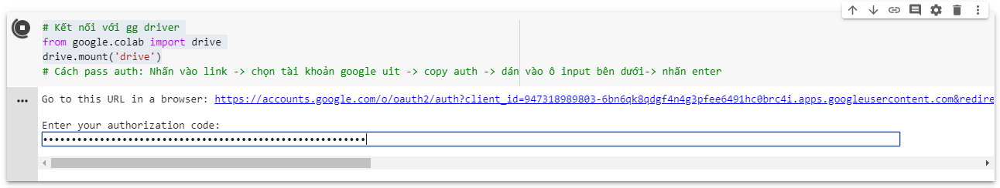 # Kết nối với gg driver
from google.colab import drive
drive.mount('drive')
# Cách pass auth: Nhấn vào link -> chọn tài khoản google uit -> copy auth -> dán vào ô input bên dưới-> nhấn enter
Go to this URL in a browser: https://accounts.google.com/o/oauth2/auth?client_id=947318989803-6bn6qk8qdgf4n4g3pfee6491hc0brc4i.apps.googleusercontent.com&redire
Enter your authorization code: